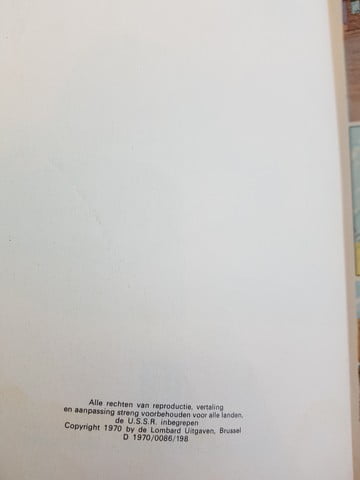 Alle rechten van reproductie, vertaling
en aanpassing streng voorbehouden voor alle landen,
de U.S.S.R. inbegrepen
Copyright 1970 by de Lombard Uitgaven, Brussel
D 1970/0086/198